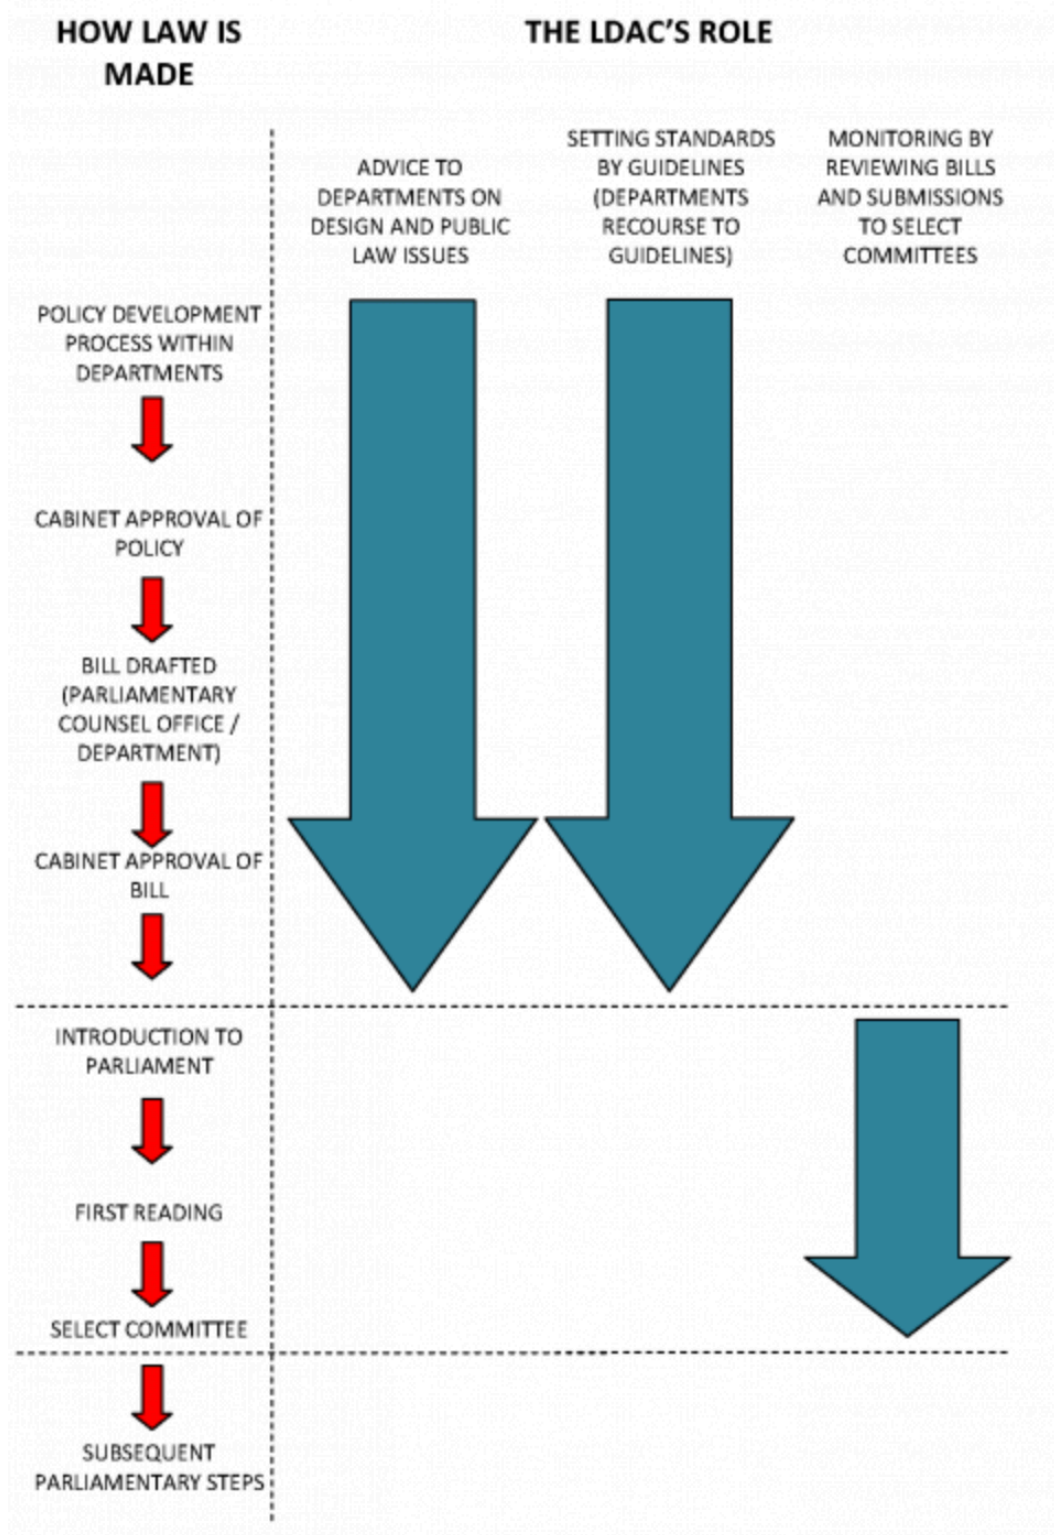 HOW LAW IS
MADE
THE LDAC'S ROLE
ADVICE TO
DEPARTMENTS ON
DESIGN AND PUBLIC
LAW ISSUES
SETTING STANDARDS
BY GUIDELINES
(DEPARTMENTS
RECOURSE TO
GUIDELINES)
MONITORING BY
REVIEWING BILLS
AND SUBMISSIONS
TO SELECT
COMMITTEES
POLICY DEVELOPMENT
PROCESS WITHIN
DEPARTMENTS
CABINET APPROVAL OF
POLICY
BILL DRAFTED
(PARLIAMENTARY
COUNSEL OFFICE /
DEPARTMENT)
CABINET APPROVAL OF
BILL
INTRODUCTION TO
PARLIAMENT
FIRST READING
SELECT COMMITTEE
SUBSEQUENT
PARLIAMENTARY STEPS